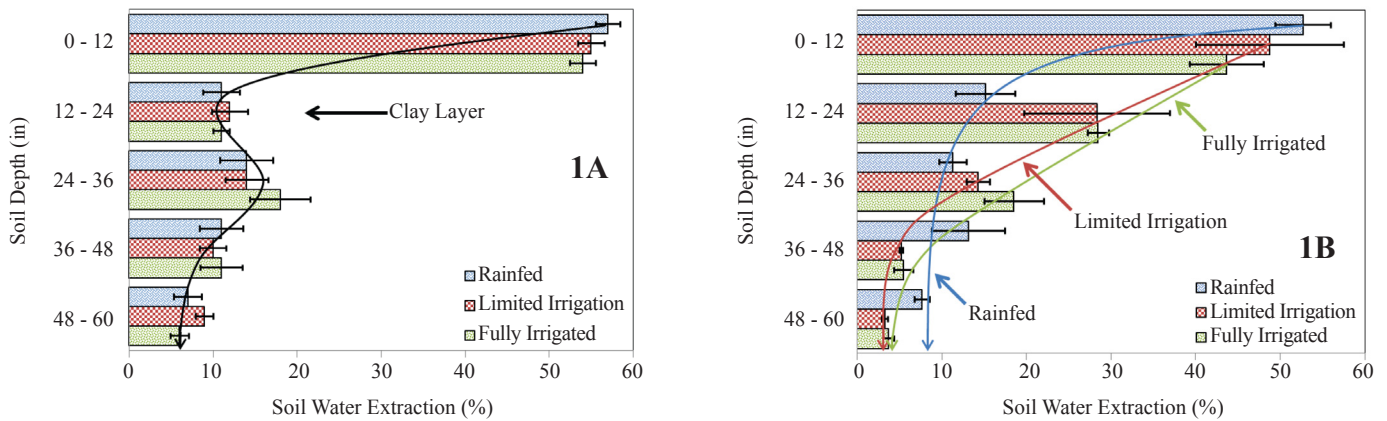 Soil Depth (in)
0 - 12
12 - 24
24 - 36
36 - 48
48 - 60
Clay Layer
1A
Rainfed
Limited Irrigation
Fully Irrigated
0 10 20 30 40 50 60
Soil Water Extraction (%)
Soil Depth (in)
0 - 12
12 - 24
24 - 36
36 - 48
48 - 60
Fully Irrigated
Limited Irrigation
Rainfed
1B
Rainfed
Limited Irrigation
Fully Irrigated
0 10 20 30 40 50 60
Soil Water Extraction (%)